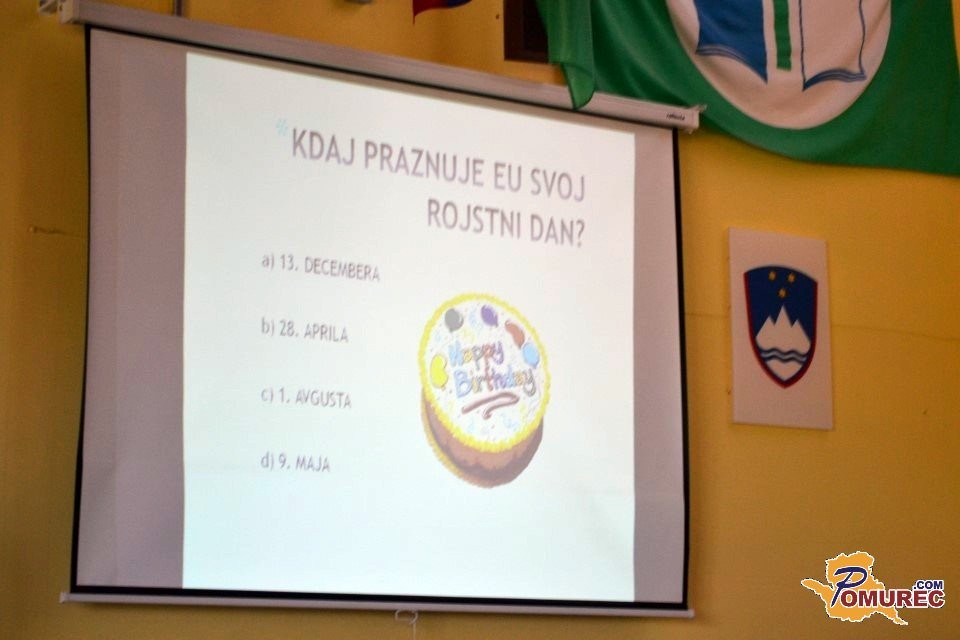 * KDAJ PRAZNUJE EU SVOJ
ROJSTNI DAN?
a) 13. DECEMBERA
b) 28. APRILA
c) 1. AVGUSTA
d) 9. MAJA
Happy
Birthday
POMUREC.COM